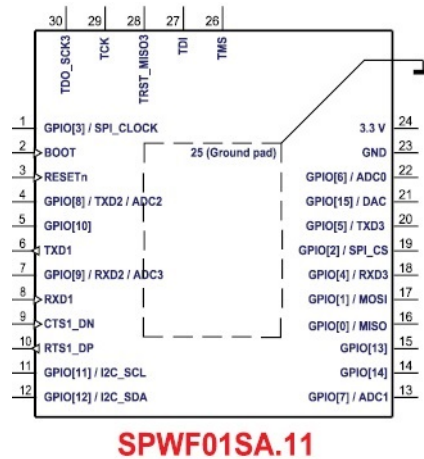 30 29 28 27 26
TDO_SCK3
TCK
TRST_MISO3
TDI
TMS
1 GPIO[3] / SPI_CLOCK
2 BOOT
3 RESETn
4 GPIO[8] / TXD2 / ADC2
5 GPIO[10]
6 TXD1
7 GPIO[9] / RXD2 / ADC3
8 RXD1
9 CTS1_DN
10 RTS1_DP
11 GPIO[11] / I2C_SCL
12 GPIO[12] / I2C_SDA
25 (Ground pad)
3.3 V 24
GND 23
GPIO[6] / ADC0 22
GPIO[15] / DAC 21
GPIO[5] / TXD3 20
GPIO[2] / SPI_CS 19
GPIO[4] / RXD3 18
GPIO[1] / MOSI 17
GPIO[0] / MISO 16
GPIO[13] 15
GPIO[14] 14
GPIO[7] / ADC1 13
SPWF01SA.11